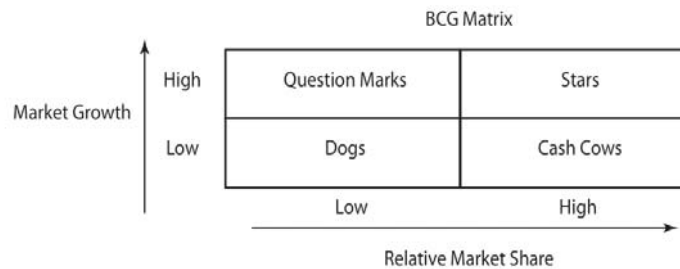 BCG Matrix
High
Question Marks
Stars
Market Growth
Low
Dogs
Cash Cows
Low
High
Relative Market Share